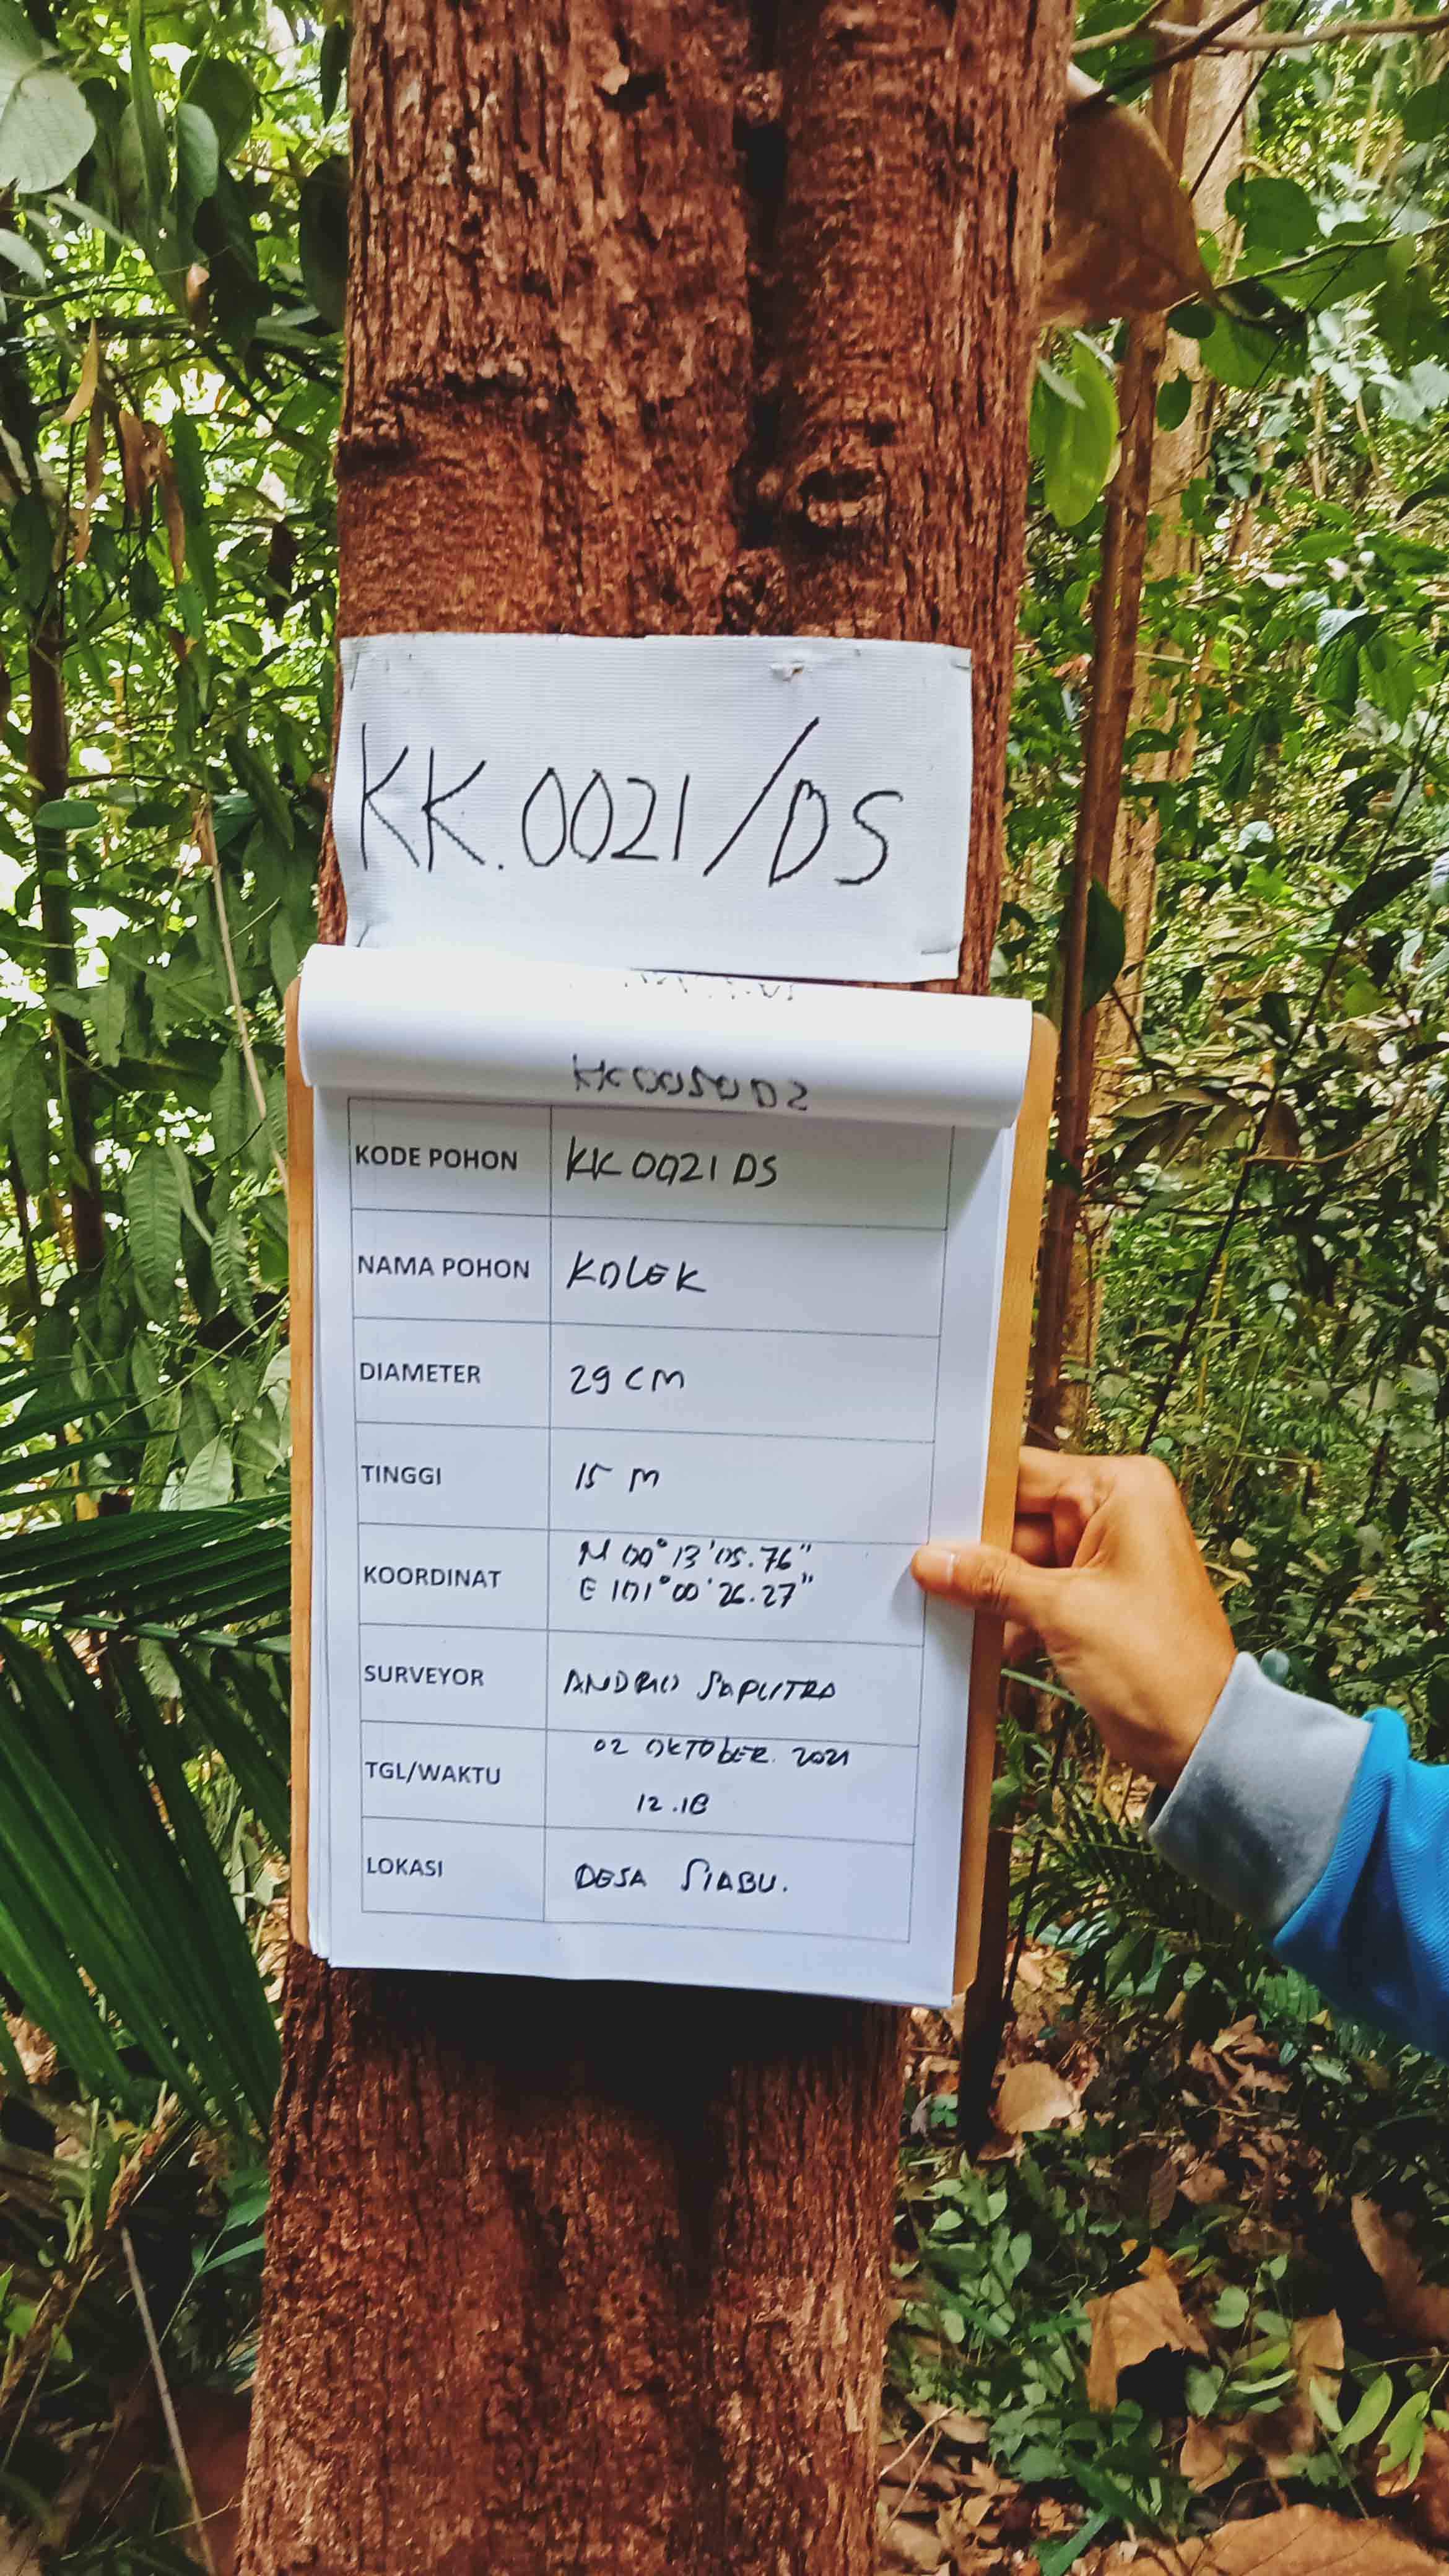 KK.0021/DS
KODE POHON KK 0021 DS
NAMA POHON KOLEK
DIAMETER 29 CM
TINGGI 15 M
KOORDINAT N 00° 13' 05.76"
E 101° 00' 26.27"
SURVEYOR ANDRIO SAPUTRA
TGL/WAKTU 02 OKTOBER. 2021
12.18
LOKASI DESA SIABU.